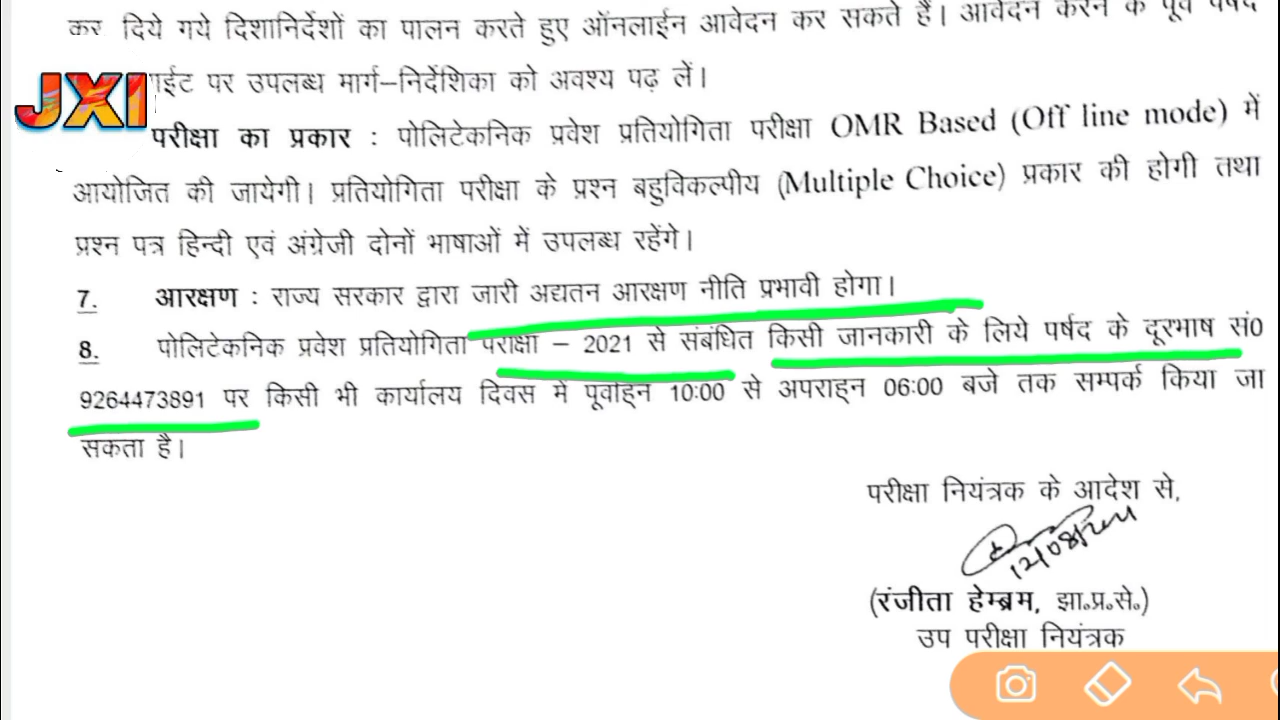 कर दिये गये दिशानिर्देशों का पालन करते हुए ऑनलाईन आवेदन कर सकते हैं। आवेदन करने के पूर्व पर्षद
JXI
ाईट पर उपलब्ध मार्ग–निर्देशिका को अवश्य पढ़ लें।
परीक्षा का प्रकार : पोलिटेकनिक प्रवेश प्रतियोगिता परीक्षा OMR Based (Off line mode) में
आयोजित की जायेगी। प्रतियोगिता परीक्षा के प्रश्न बहुविकल्पीय (Multiple Choice) प्रकार की होगी तथा
प्रश्न पत्र हिन्दी एवं अंग्रेजी दोनों भाषाओं में उपलब्ध रहेंगे।
7. आरक्षण : राज्य सरकार द्वारा जारी अद्यतन आरक्षण नीति प्रभावी होगा।
8. पोलिटेकनिक प्रवेश प्रतियोगिता परीक्षा – 2021 से संबंधित किसी जानकारी के लिये पर्षद के दूरभाष सं0
9264473891 पर किसी भी कार्यालय दिवस में पूर्वाह्न 10:00 से अपराह्न 06:00 बजे तक सम्पर्क किया जा
सकता है।
परीक्षा नियंत्रक के आदेश से,
(रंजीता हेम्ब्रम, झा॰प्र॰से॰)
उप परीक्षा नियंत्रक